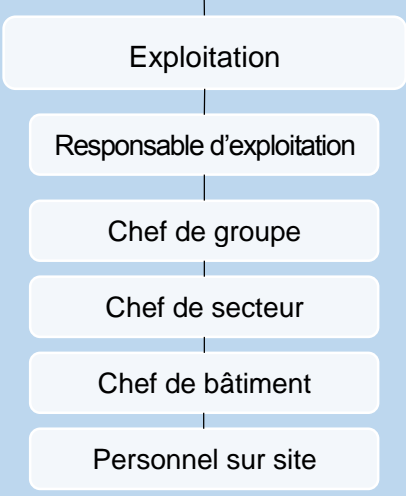 Exploitation
Responsable d’exploitation
Chef de groupe
Chef de secteur
Chef de bâtiment
Personnel sur site